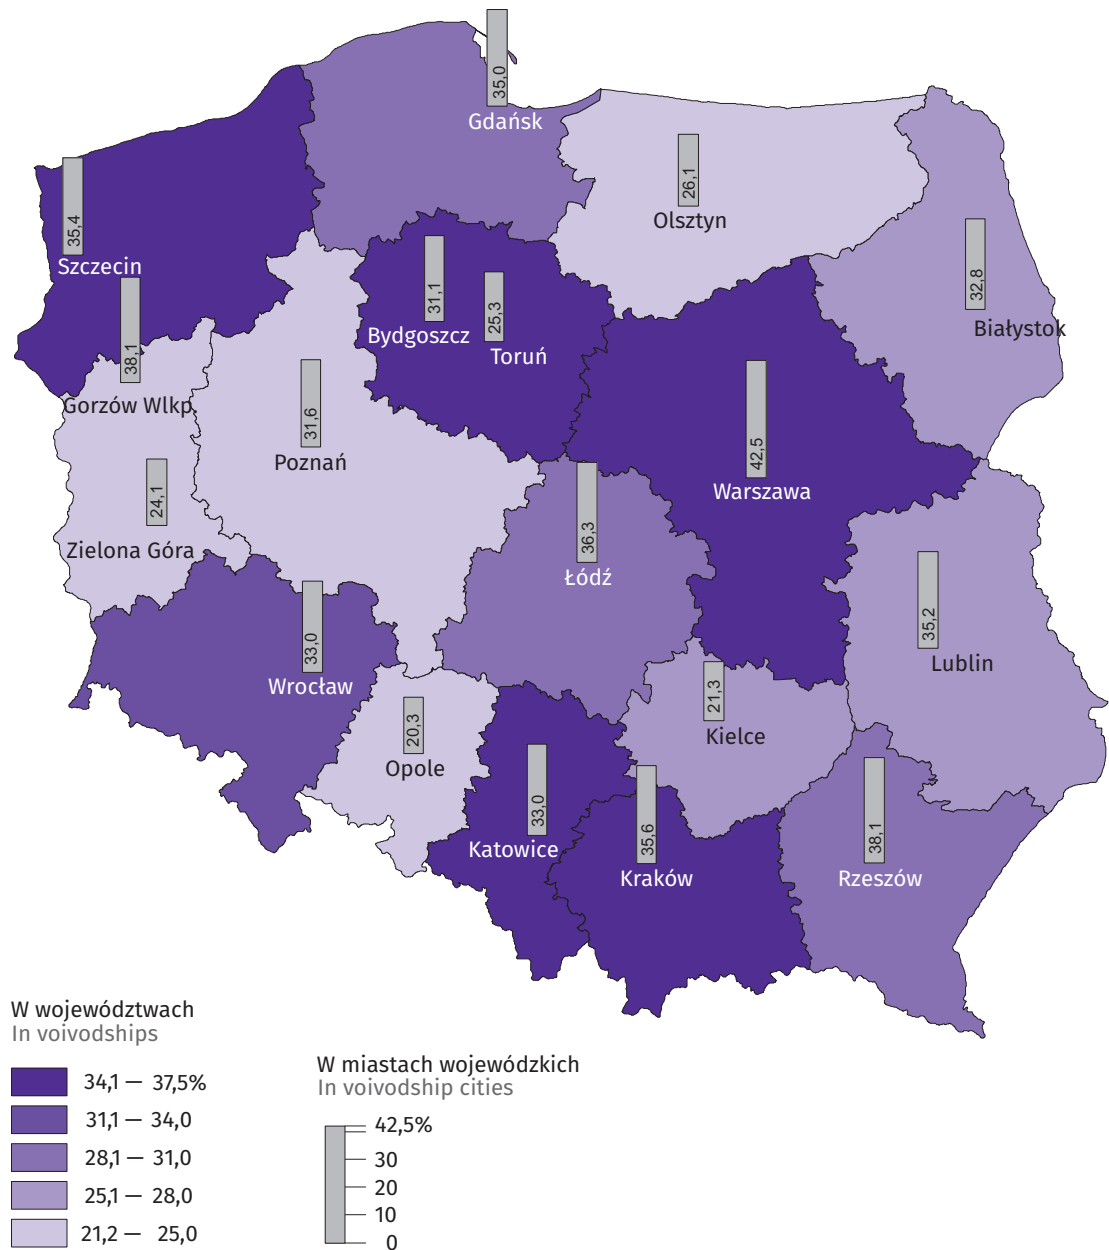 35,0
Gdańsk
26,1
Olsztyn
35,4
Szczecin
32,8
Białystok
31,1
Bydgoszcz
25,3
Toruń
38,1
Gorzów Wlkp.
31,6
Poznań
42,5
Warszawa
24,1
Zielona Góra
36,3
Łódź
35,2
Lublin
33,0
Wrocław
21,3
Kielce
20,3
Opole
33,0
Katowice
35,6
Kraków
38,1
Rzeszów
W województwach
In voivodships
34,1 — 37,5%
31,1 — 34,0
28,1 — 31,0
25,1 — 28,0
21,2 — 25,0
W miastach wojewódzkich
In voivodship cities
42,5%
30
20
10
0